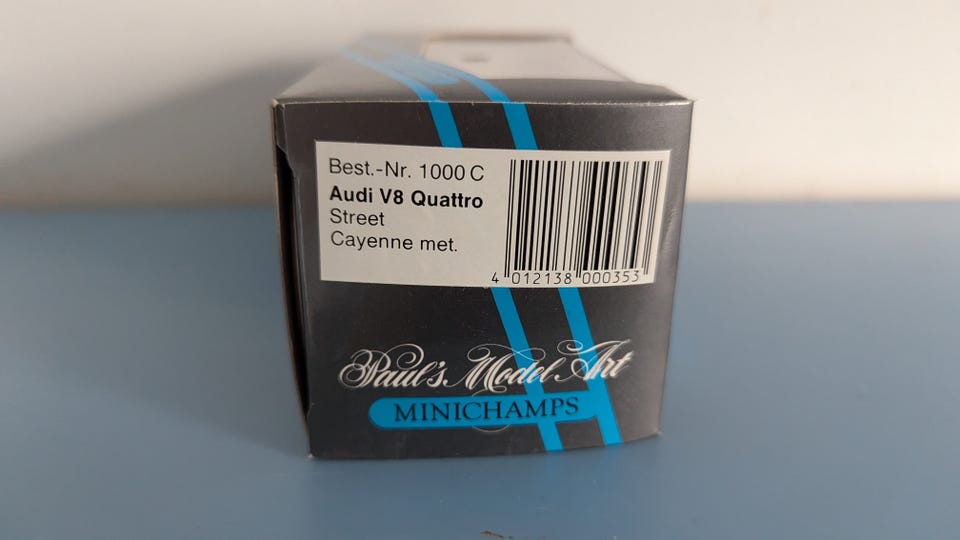 Best.-Nr. 1000 C
Audi V8 Quattro
Street
Cayenne met.
4 012138 000353
Paul's Model Art
MINICHAMPS